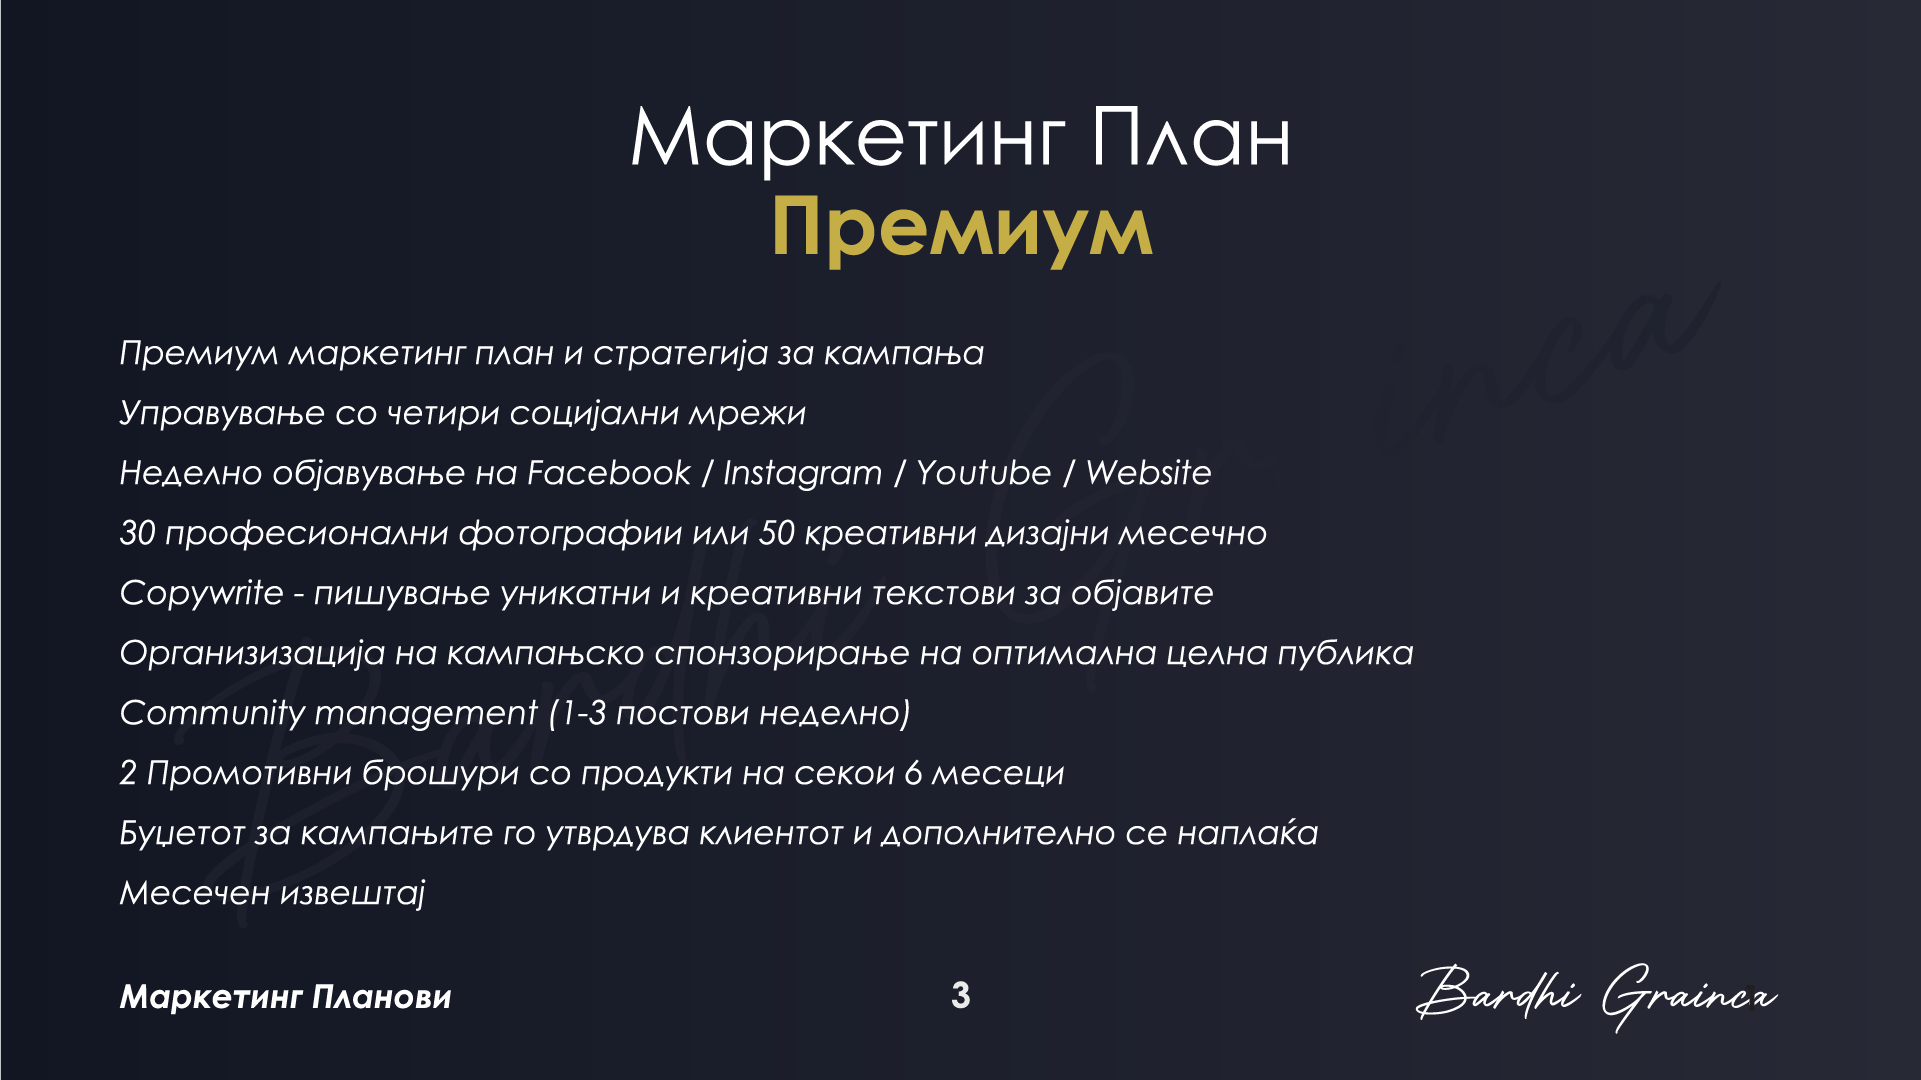 Маркетинг План
Премиум
Премиум маркетинг план и стратегија за кампања
Управување со четири социјални мрежи
Неделно објавување на Facebook / Instagram / Youtube / Website
30 професионални фотографии или 50 креативни дизајни месечно
Copywrite - пишување уникатни и креативни текстови за објавите
Организизација на кампањско спонзорирање на оптимална целна публика
Community management (1-3 постови неделно)
2 Промотивни брошури со продукти на секои 6 месеци
Буџетот за кампањите го утврдува клиентот и дополнително се наплаќа
Месечен извештај
Маркетинг Планови
3
Bardhi Grainca